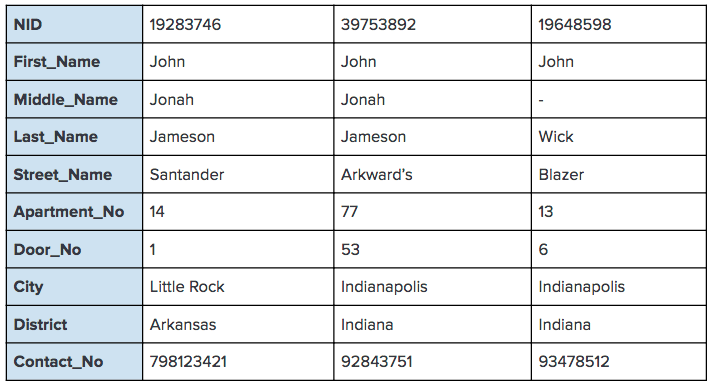 NID 19283746 39753892 19648598
First_Name John John John
Middle_Name Jonah Jonah -
Last_Name Jameson Jameson Wick
Street_Name Santander Arkward’s Blazer
Apartment_No 14 77 13
Door_No 1 53 6
City Little Rock Indianapolis Indianapolis
District Arkansas Indiana Indiana
Contact_No 798123421 92843751 93478512